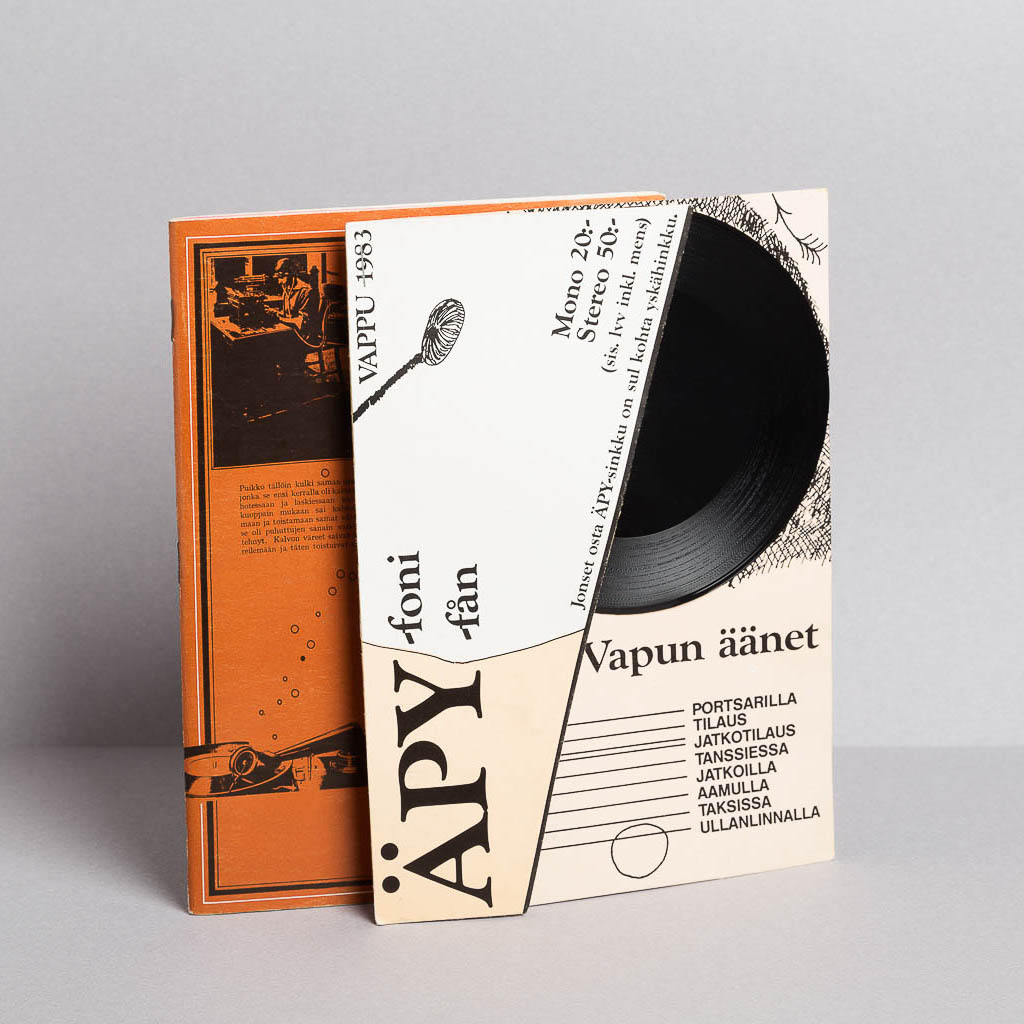 Puikko tällöin kulki saman
jonka se ensi kerralla oli
hotessaan ja laskiessaan
kuoppain mukaan sai
maan ja toistamaan samat
se oli puhuttujen sanain
tehnyt. Kalvon väreet saivat
reilemään ja täten toistuivat
VAPPU 1983
Mono 20:-
Stereo 50:-
(sis. lvv inkl. mens)
Jonset osta ÄPY-sinkku on sul kohta yskähinkku.
ÄPY-foni
-fån
Vapun äänet
PORTSARILLA
TILAUS
JATKOTILAUS
TANSSIESSA
JATKOILLA
AAMULLA
TAKSISSA
ULLANLINNALLA